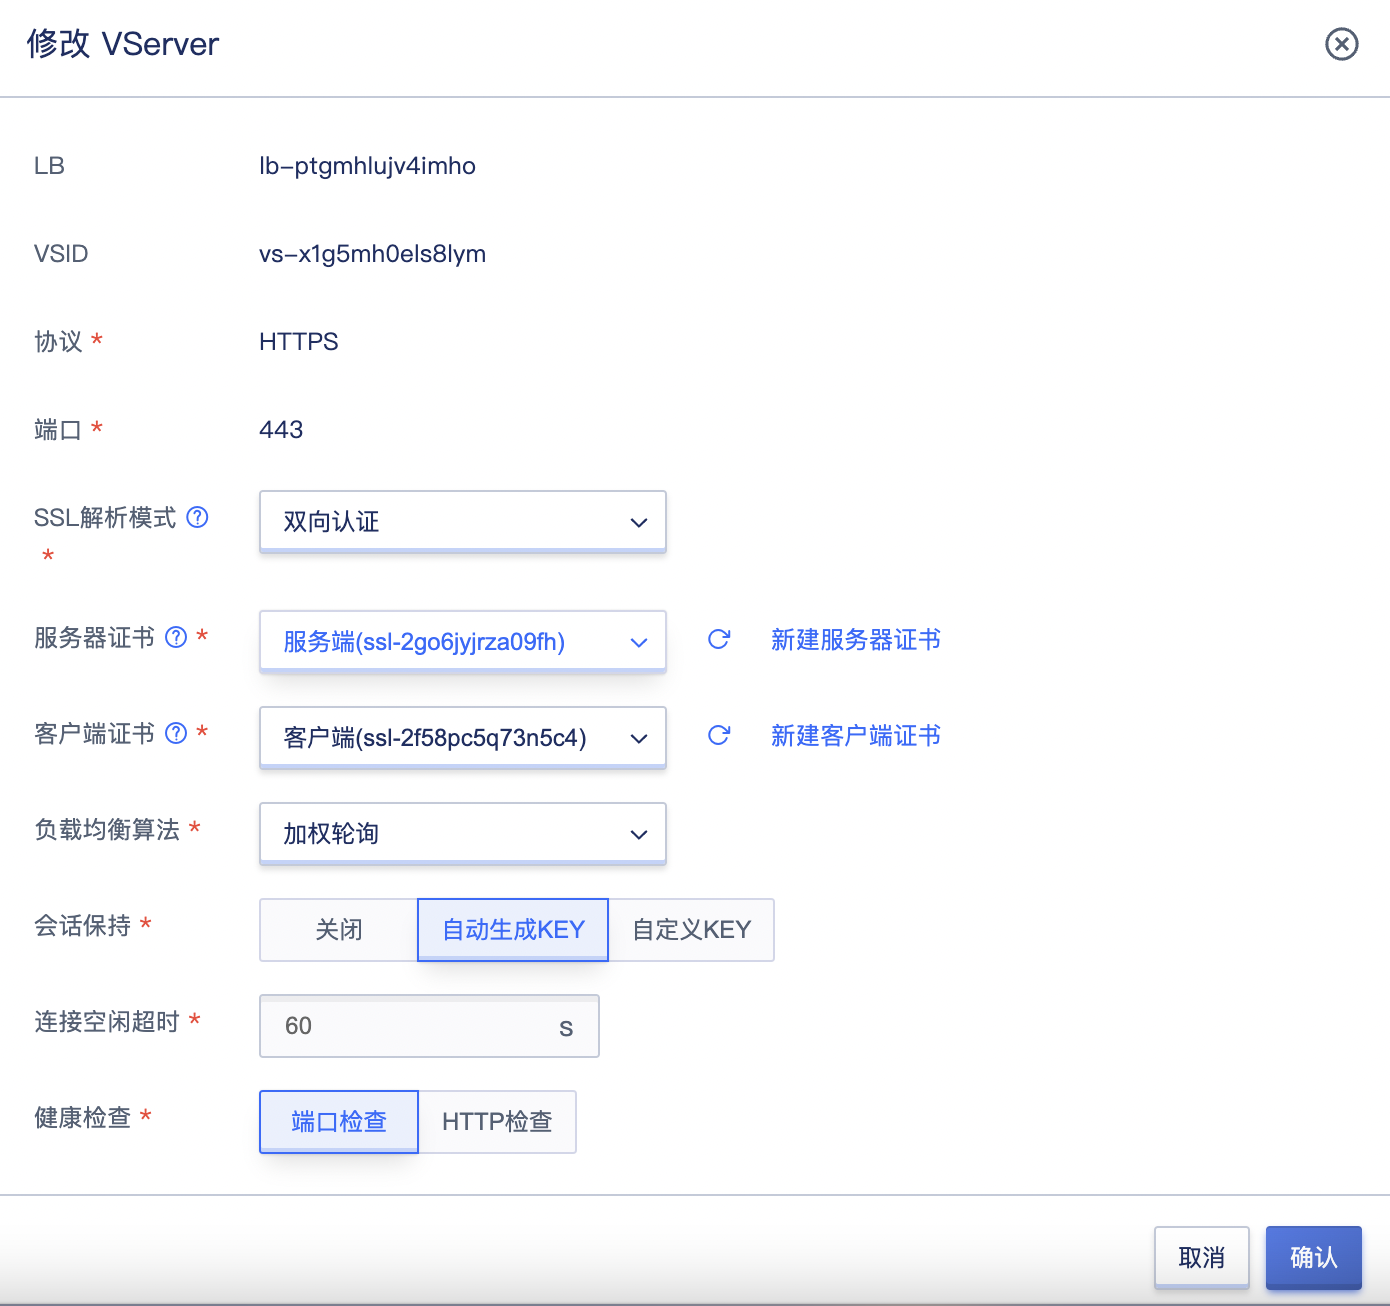 修改 VServer
LB lb-ptgmhlujv4imho
VSID vs-x1g5mh0els8lym
协议 * HTTPS
端口 * 443
SSL解析模式 ? * 双向认证
服务器证书 ? * 服务端(ssl-2go6jyjrza09fh) 新建服务器证书
客户端证书 ? * 客户端(ssl-2f58pc5q73n5c4) 新建客户端证书
负载均衡算法 * 加权轮询
会话保持 * 关闭 自动生成KEY 自定义KEY
连接空闲超时 * 60 s
健康检查 * 端口检查 HTTP检查
取消 确认